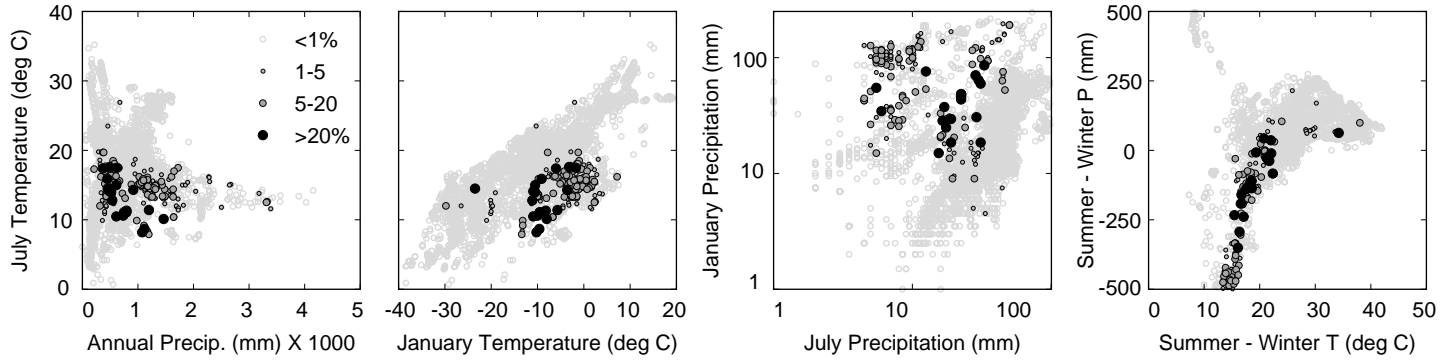 July Temperature (deg C)
40
30
20
10
0
<1%
1-5
5-20
>20%
0 1 2 3 4 5
Annual Precip. (mm) X 1000
-40 -30 -20 -10 0 10 20
January Temperature (deg C)
January Precipitation (mm)
100
10
1
1 10 100
July Precipitation (mm)
Summer - Winter P (mm)
500
250
0
-250
-500
0 10 20 30 40 50
Summer - Winter T (deg C)